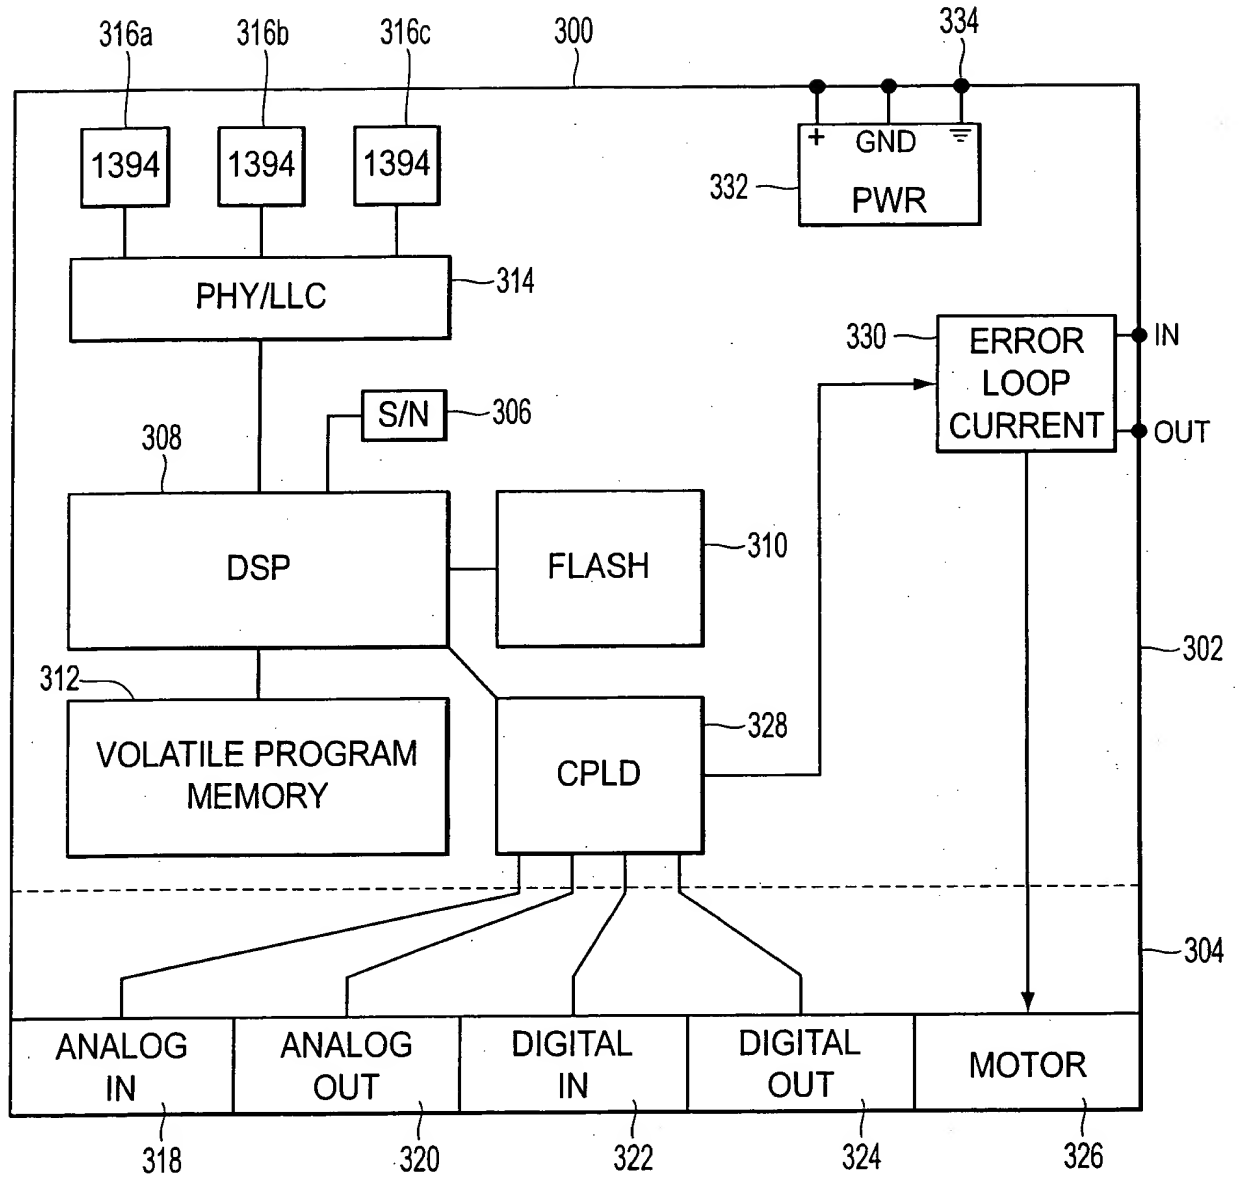 316a 316b 316c 300 334
1394 1394 1394
+ GND
332 PWR
PHY/LLC 314
330 ERROR LOOP CURRENT IN
OUT
S/N 306
308
DSP FLASH 310
302
312
VOLATILE PROGRAM
MEMORY
CPLD 328
304
ANALOG IN
ANALOG OUT
DIGITAL IN
DIGITAL OUT
MOTOR
318 320 322 324 326